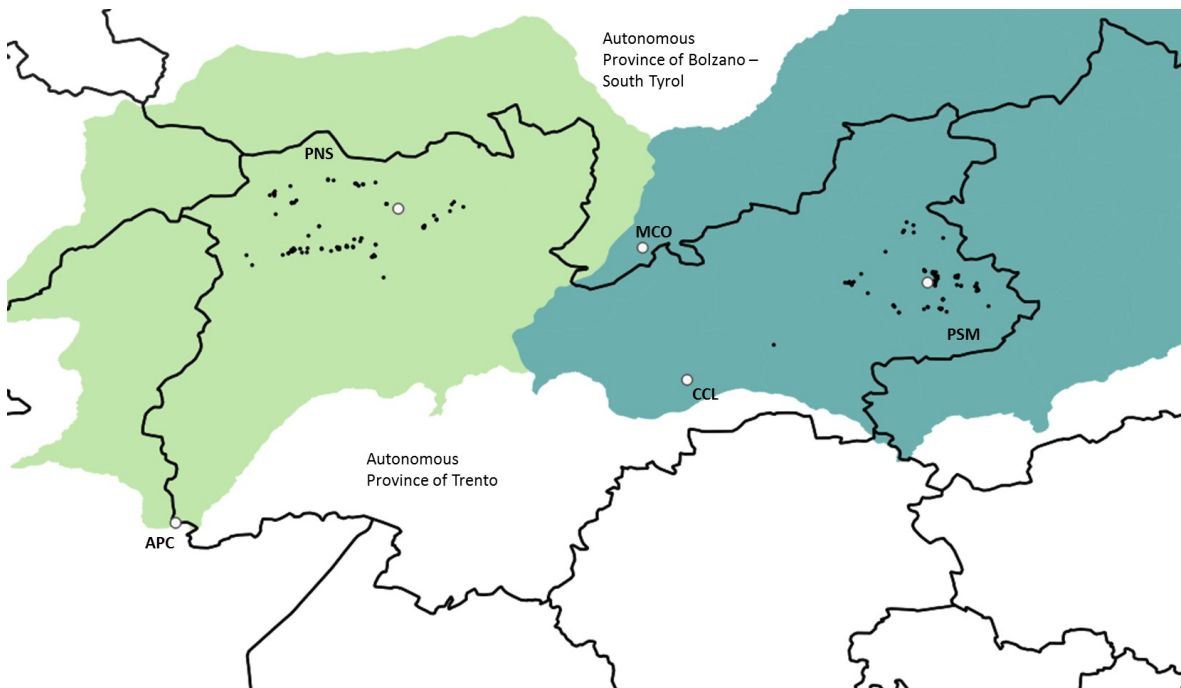 Autonomous
Province of Bolzano –
South Tyrol
PNS
MCO
PSM
CCL
Autonomous
Province of Trento
APC